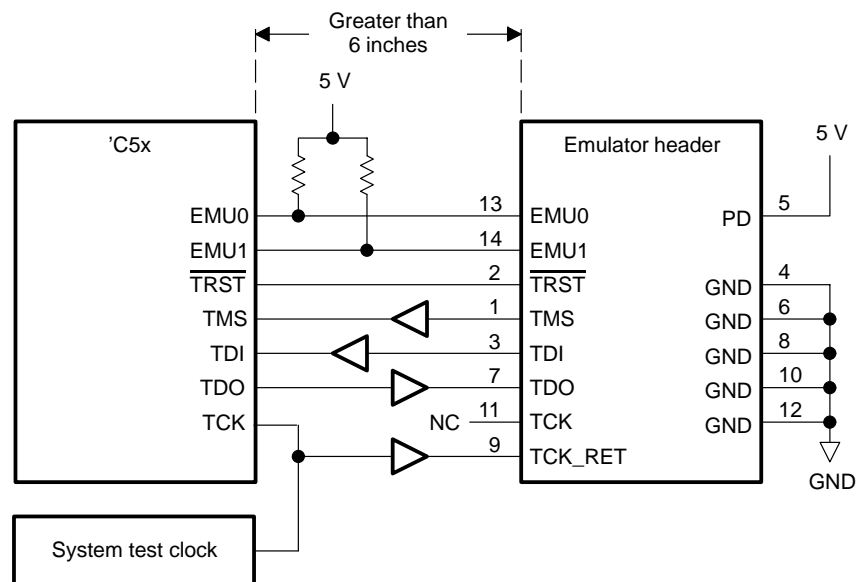 Greater than
6 inches
5 V
'C5x
Emulator header
5 V
EMU0
13
EMU0
PD
5
EMU1
14
EMU1
TRST
2
TRST
GND
4
TMS
1
TMS
GND
6
TDI
3
TDI
GND
8
TDO
7
TDO
GND
10
TCK
NC
11
TCK
GND
12
9
TCK_RET
GND
System test clock